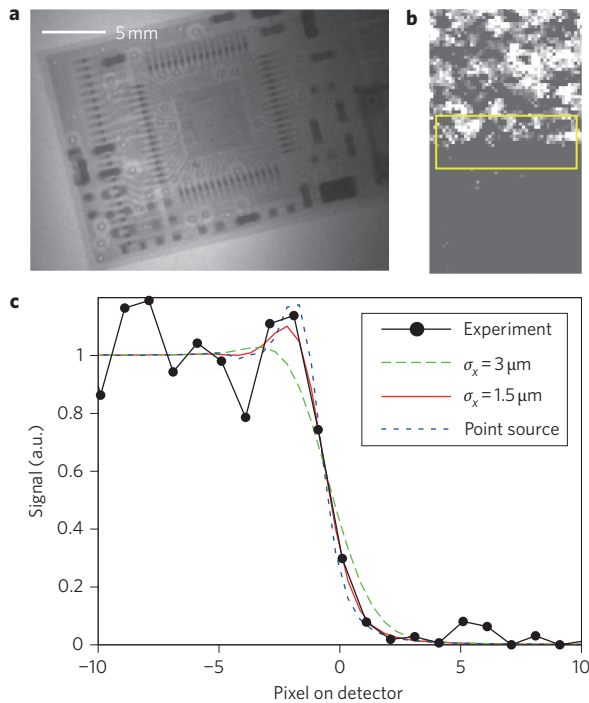 a
5 mm
b
c
Signal (a.u.)
1
0.8
0.6
0.4
0.2
0
−10
−5
0
5
10
Pixel on detector
Experiment
σx = 3 μm
σx = 1.5 μm
Point source